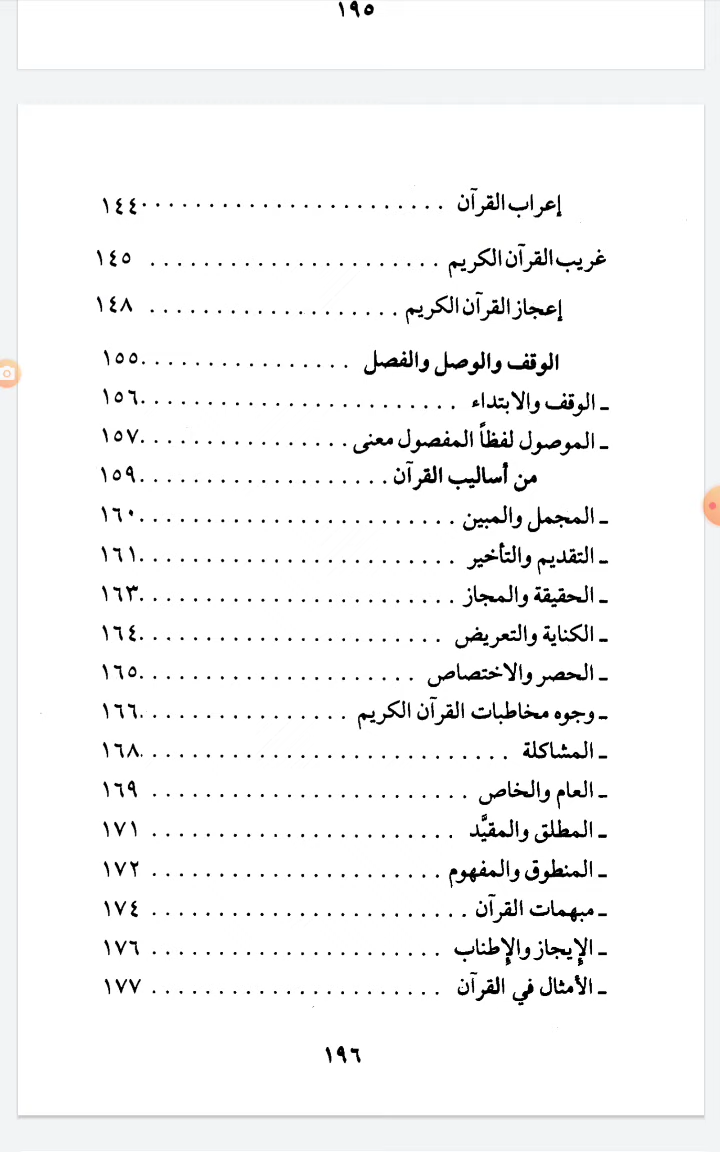 ١٩٥
إعراب القرآن . . . . . . . . . . . . . . . . . . . . . . . ١٤٤
غريب القرآن الكريم . . . . . . . . . . . . . . . . . . . . . . ١٤٥
إعجاز القرآن الكريم . . . . . . . . . . . . . . . . . . . ١٤٨
الوقف والوصل والفصل . . . . . . . . . . . . . . . . ١٥٥
ـ الوقف والابتداء . . . . . . . . . . . . . . . . . . . . . . . . ١٥٦
ـ الموصول لفظاً المفصول معنى . . . . . . . . . . . . . . . . ١٥٧
من أساليب القرآن . . . . . . . . . . . . . . . . . . . ١٥٩
ـ المجمل والمبين . . . . . . . . . . . . . . . . . . . . . . . . ١٦٠
ـ التقديم والتأخير . . . . . . . . . . . . . . . . . . . . . . . . ١٦١
ـ الحقيقة والمجاز . . . . . . . . . . . . . . . . . . . . . . . . ١٦٣
ـ الكناية والتعريض . . . . . . . . . . . . . . . . . . . . . . . ١٦٤
ـ الحصر والاختصاص . . . . . . . . . . . . . . . . . . . . . ١٦٥
ـ وجوه مخاطبات القرآن الكريم . . . . . . . . . . . . . . . . ١٦٦
ـ المشاكلة . . . . . . . . . . . . . . . . . . . . . . . . . . . . ١٦٨
ـ العام والخاص . . . . . . . . . . . . . . . . . . . . . . . . ١٦٩
ـ المطلق والمقيَّد . . . . . . . . . . . . . . . . . . . . . . . ١٧١
ـ المنطوق والمفهوم . . . . . . . . . . . . . . . . . . . . . . ١٧٢
ـ مبهمات القرآن . . . . . . . . . . . . . . . . . . . . . . . . ١٧٤
ـ الإيجاز والإطناب . . . . . . . . . . . . . . . . . . . . . . ١٧٦
ـ الأمثال في القرآن . . . . . . . . . . . . . . . . . . . . . . ١٧٧
١٩٦